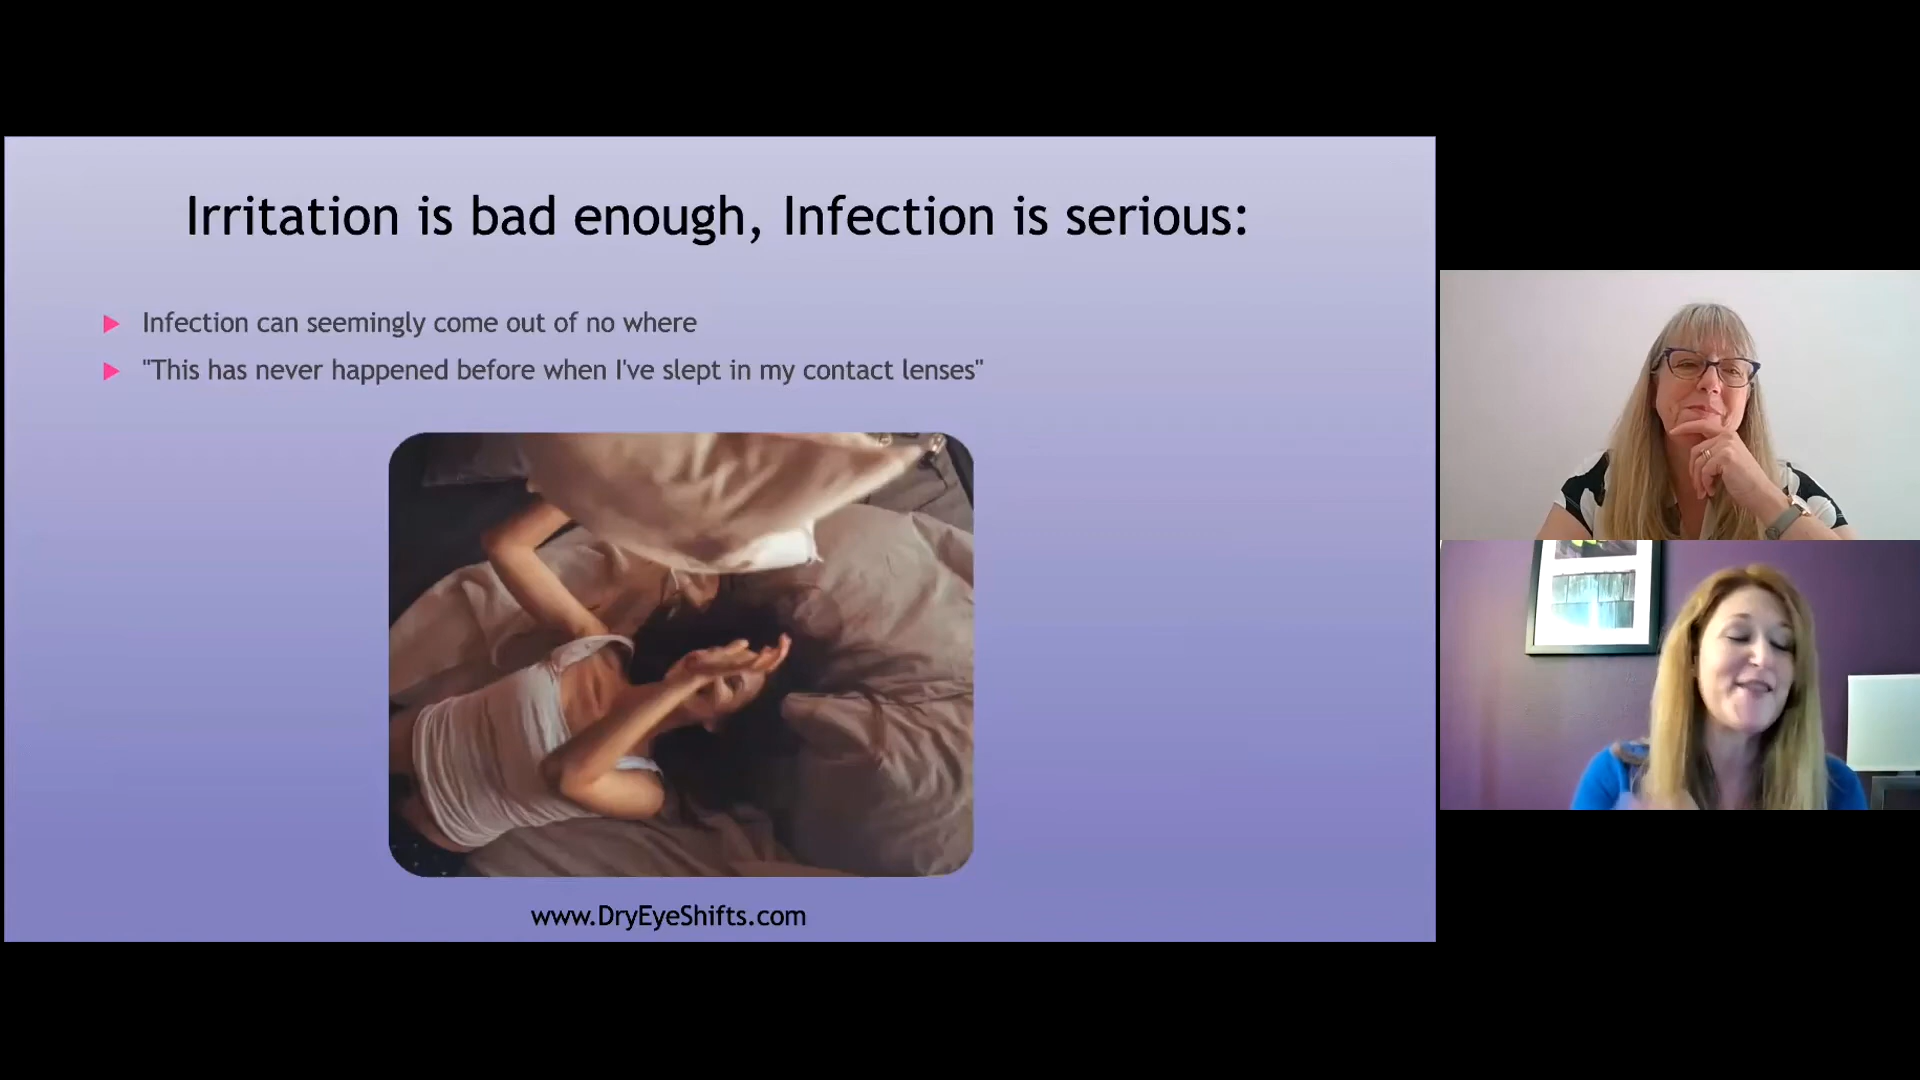 Irritation is bad enough, Infection is serious:
Infection can seemingly come out of no where
"This has never happened before when I've slept in my contact lenses"
www.DryEyeShifts.com